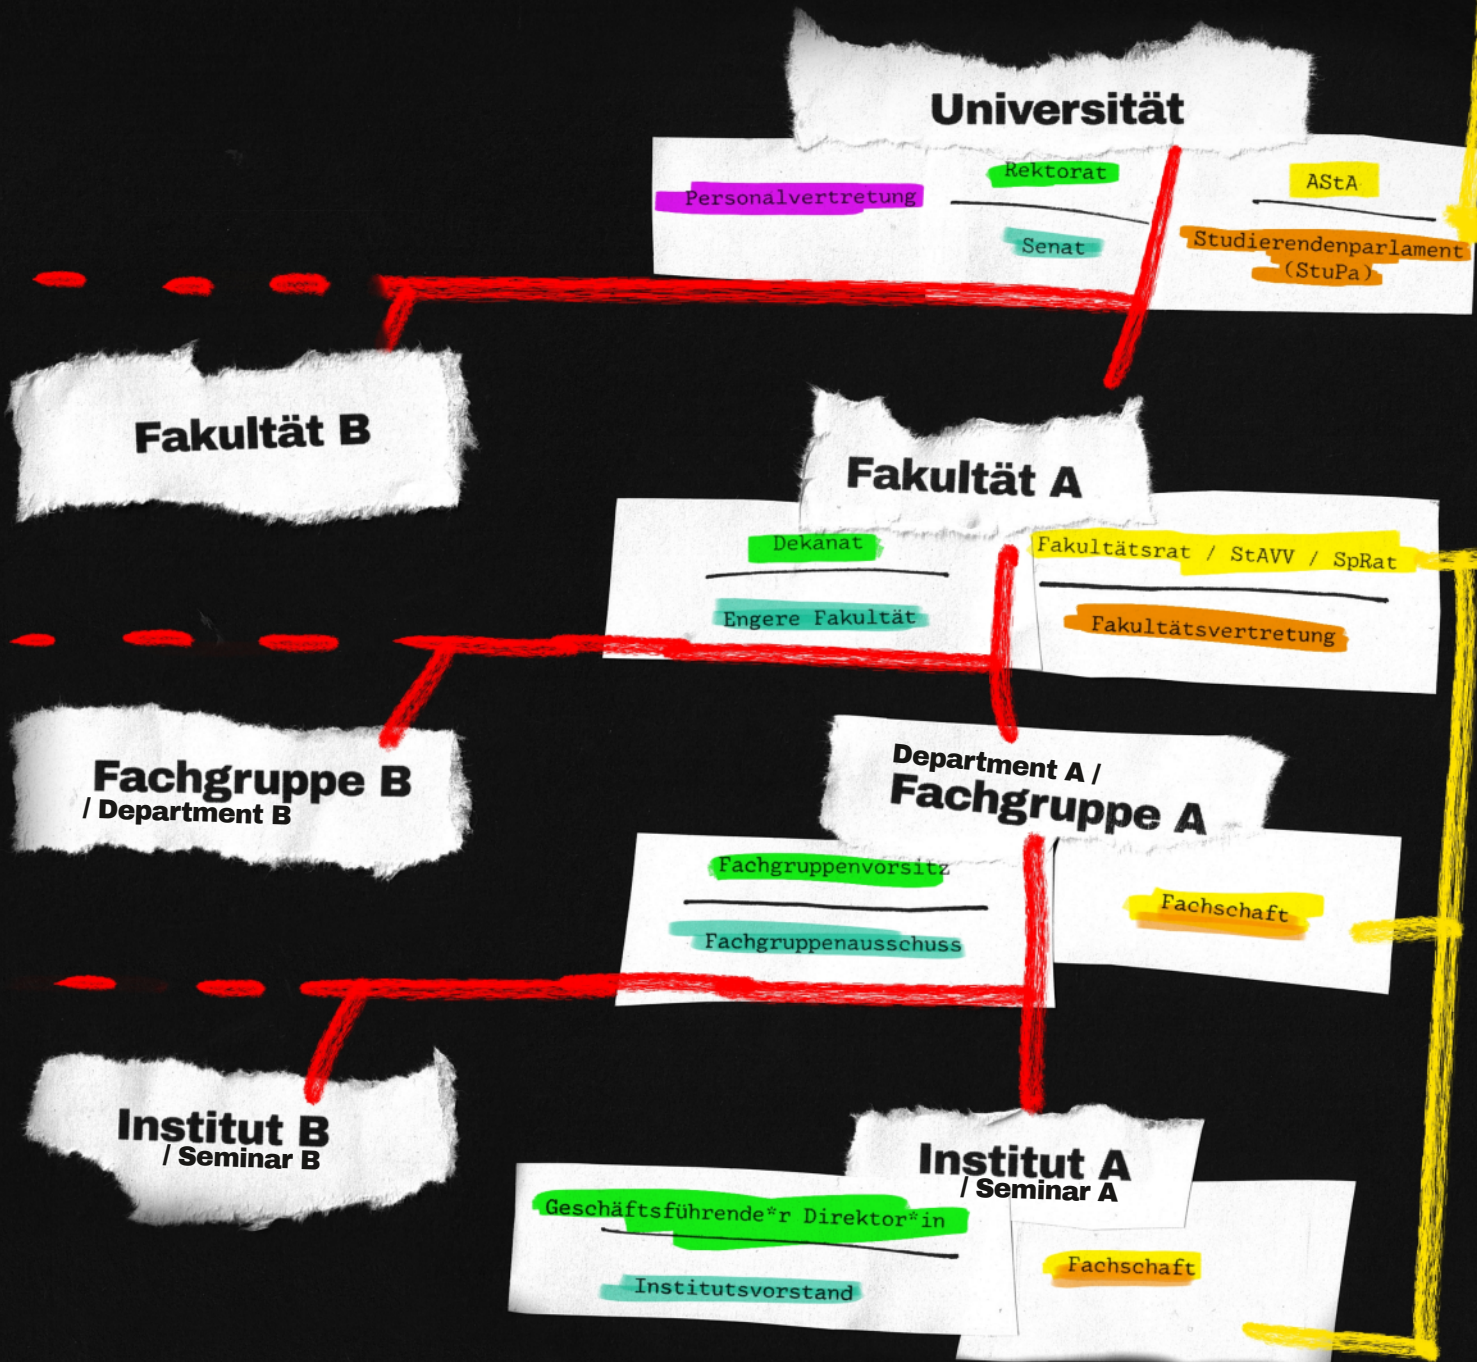 Universität
Personalvertretung
Rektorat
Senat
AStA
Studierendenparlament
(StuPa)
Fakultät B
Fakultät A
Dekanat
Engere Fakultät
Fakultätsrat / StAVV / SpRat
Fakultätsvertretung
Fachgruppe B
/ Department B
Department A /
Fachgruppe A
Fachgruppenvorsitz
Fachgruppenausschuss
Fachschaft
Institut B
/ Seminar B
Institut A
/ Seminar A
Geschäftsführende*r Direktor*in
Institutsvorstand
Fachschaft